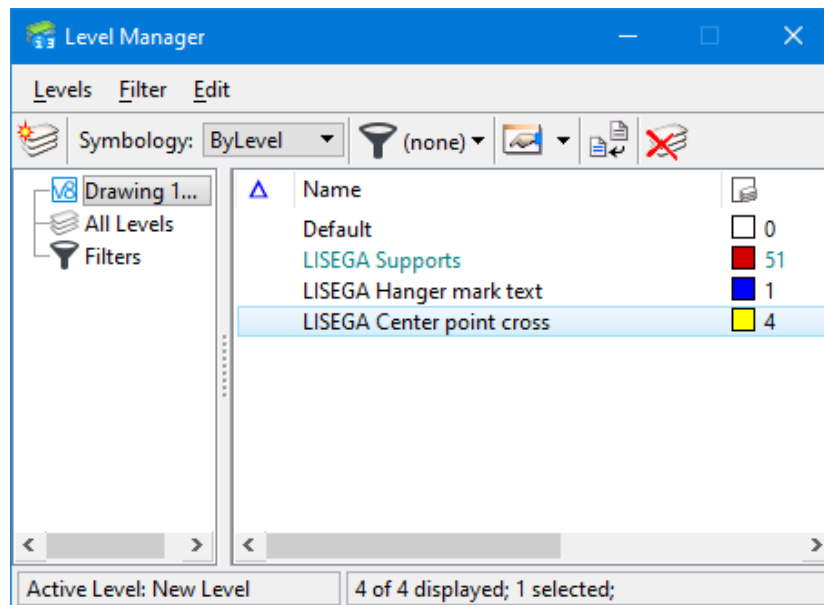 Level Manager
Levels Filter Edit
Symbology: ByLevel (none)
Drawing 1...
All Levels
Filters
Name
Default 0
LISEGA Supports 51
LISEGA Hanger mark text 1
LISEGA Center point cross 4
Active Level: New Level 4 of 4 displayed; 1 selected;